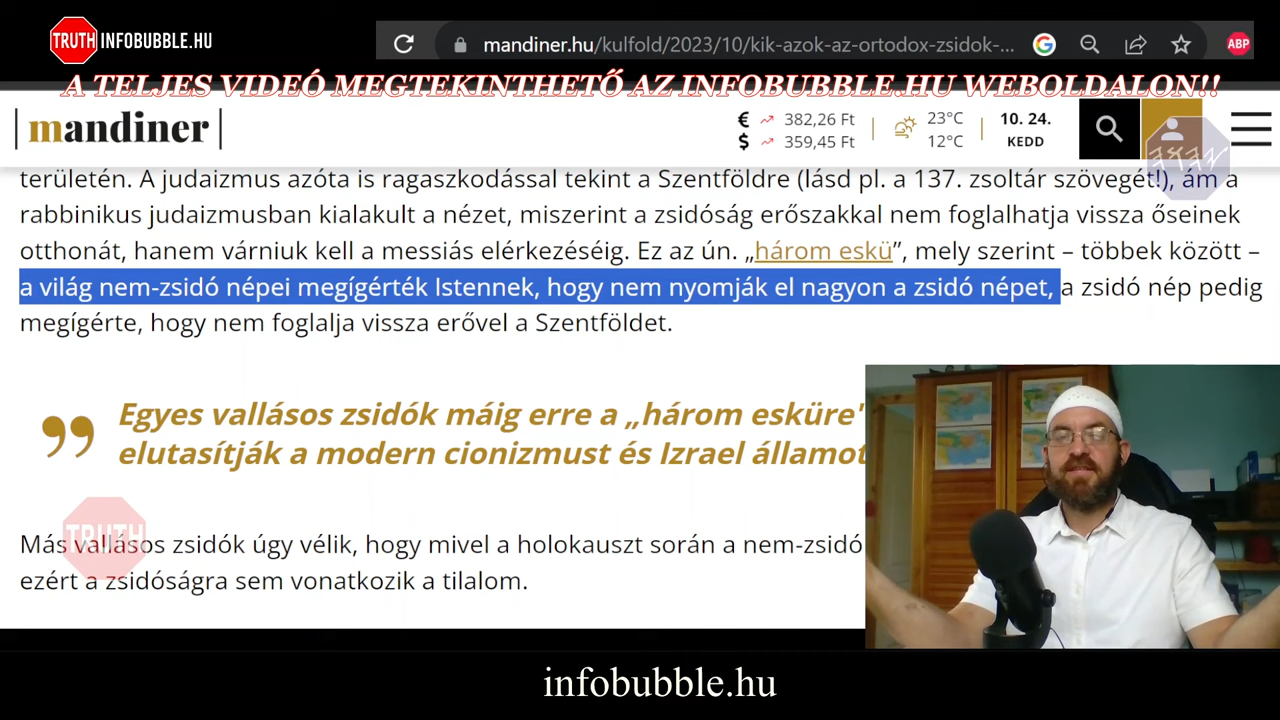 TRUTH INFOBUBBLE.HU
mandiner.hu/kulfold/2023/10/kik-azok-az-ortodox-zsidok-...
ABP
A TELJES VIDEÓ MEGTEKINTHETŐ AZ INFOBUBBLE.HU WEBOLDALON!!
| mandiner |
€ 382,26 Ft
$ 359,45 Ft
23°C
12°C
10. 24.
KEDD
területén. A judaizmus azóta is ragaszkodással tekint a Szentföldre (lásd pl. a 137. zsoltár szövegét!), ám a
rabbinikus judaizmusban kialakult a nézet, miszerint a zsidóság erőszakkal nem foglalhatja vissza őseinek
otthonát, hanem várniuk kell a messiás elérkezéséig. Ez az ún. „három eskü”, mely szerint – többek között –
a világ nem-zsidó népei megígérték Istennek, hogy nem nyomják el nagyon a zsidó népet, a zsidó nép pedig
megígérte, hogy nem foglalja vissza erővel a Szentföldet.
” Egyes vallásos zsidók máig erre a „három esküre"
elutasítják a modern cionizmust és Izrael államot
TRUTH
Más vallásos zsidók úgy vélik, hogy mivel a holokauszt során a nem-zsidó
ezért a zsidóságra sem vonatkozik a tilalom.
infobubble.hu